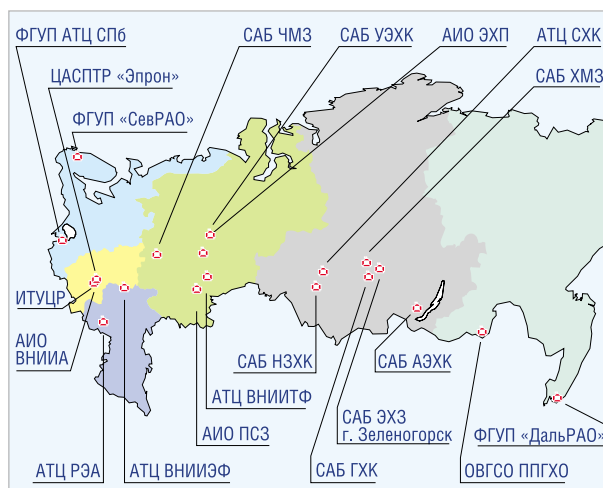 ФГУП АТЦ СПб
САБ ЧМЗ
САБ УЭХК
АИО ЭХП
АТЦ СХК
ЦАСПТР «Эпрон»
САБ ХМЗ
ФГУП «СевРАО»
ИТУЦР
АИО
ВНИИА
САБ НЗХК
САБ АЭХК
АТЦ ВНИИТФ
САБ ЭХЗ
г. Зеленогорск
ФГУП «ДальРАО»
АИО ПСЗ
АТЦ РЭА
АТЦ ВНИИЭФ
САБ ГХК
ОВГСО ППГХО